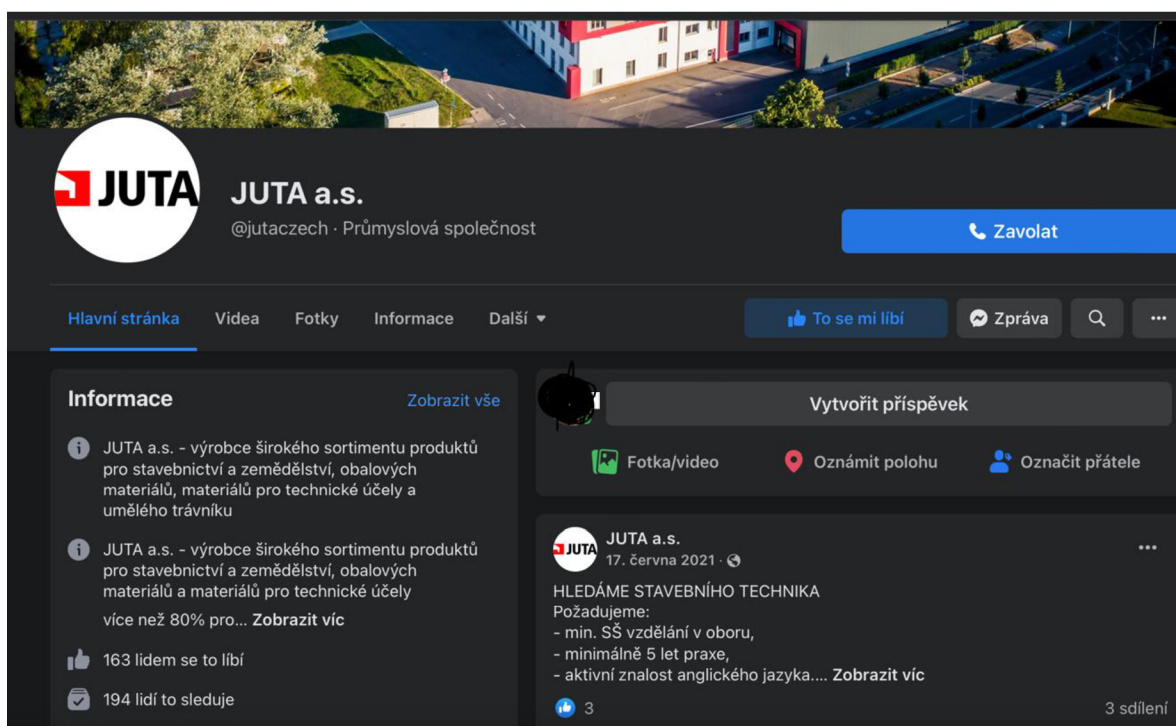 JUTA
JUTA a.s.
@jutaczech · Průmyslová společnost
Zavolat
Hlavní stránka
Videa
Fotky
Informace
Další
To se mi líbí
Zpráva
Informace
Zobrazit vše
JUTA a.s. - výrobce širokého sortimentu produktů
pro stavebnictví a zemědělství, obalových
materiálů, materiálů pro technické účely a
umělého trávníku
JUTA a.s. - výrobce širokého sortimentu produktů
pro stavebnictví a zemědělství, obalových
materiálů a materiálů pro technické účely
více než 80% pro... Zobrazit víc
163 lidem se to líbí
194 lidí to sleduje
Vytvořit příspěvek
Fotka/video
Oznámit polohu
Označit přátele
JUTA
JUTA a.s.
17. června 2021 ·
HLEDÁME STAVEBNÍHO TECHNIKA
Požadujeme:
- min. SŠ vzdělání v oboru,
- minimálně 5 let praxe,
- aktivní znalost anglického jazyka.... Zobrazit víc
3
3 sdílení